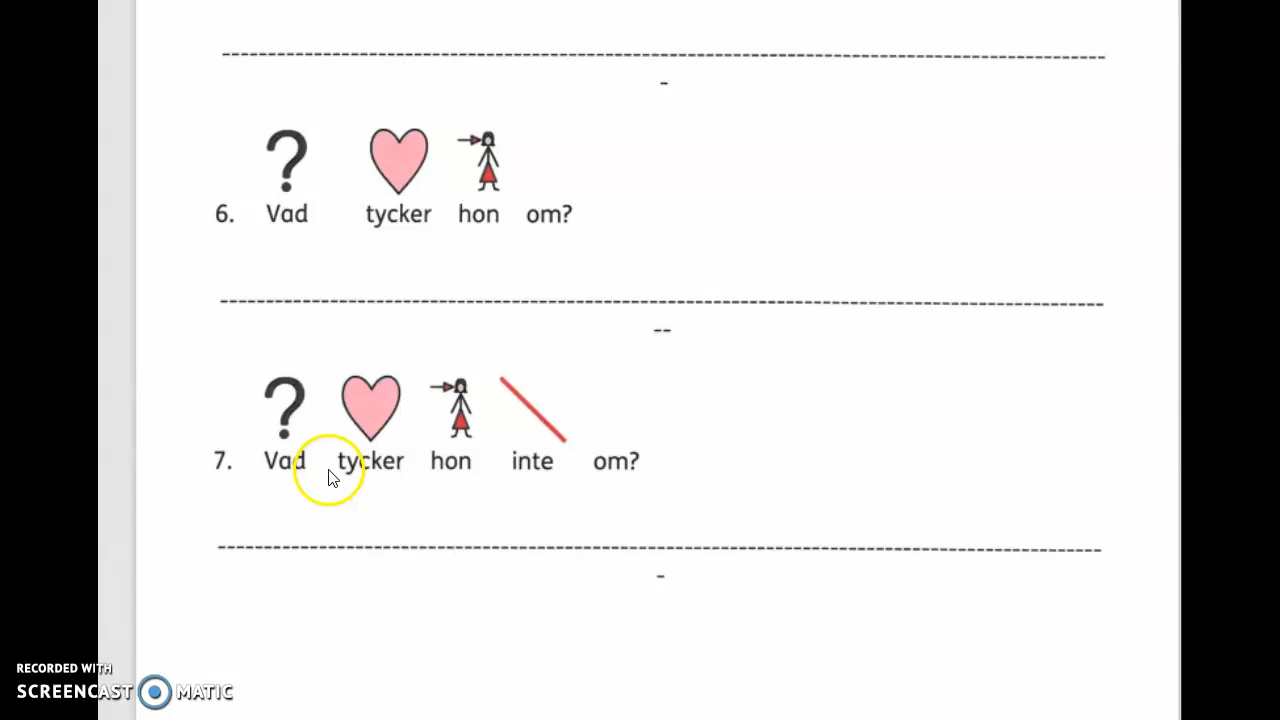 6. Vad tycker hon om?
7. Vad tycker hon inte om?
RECORDED WITH
SCREENCAST MATIC